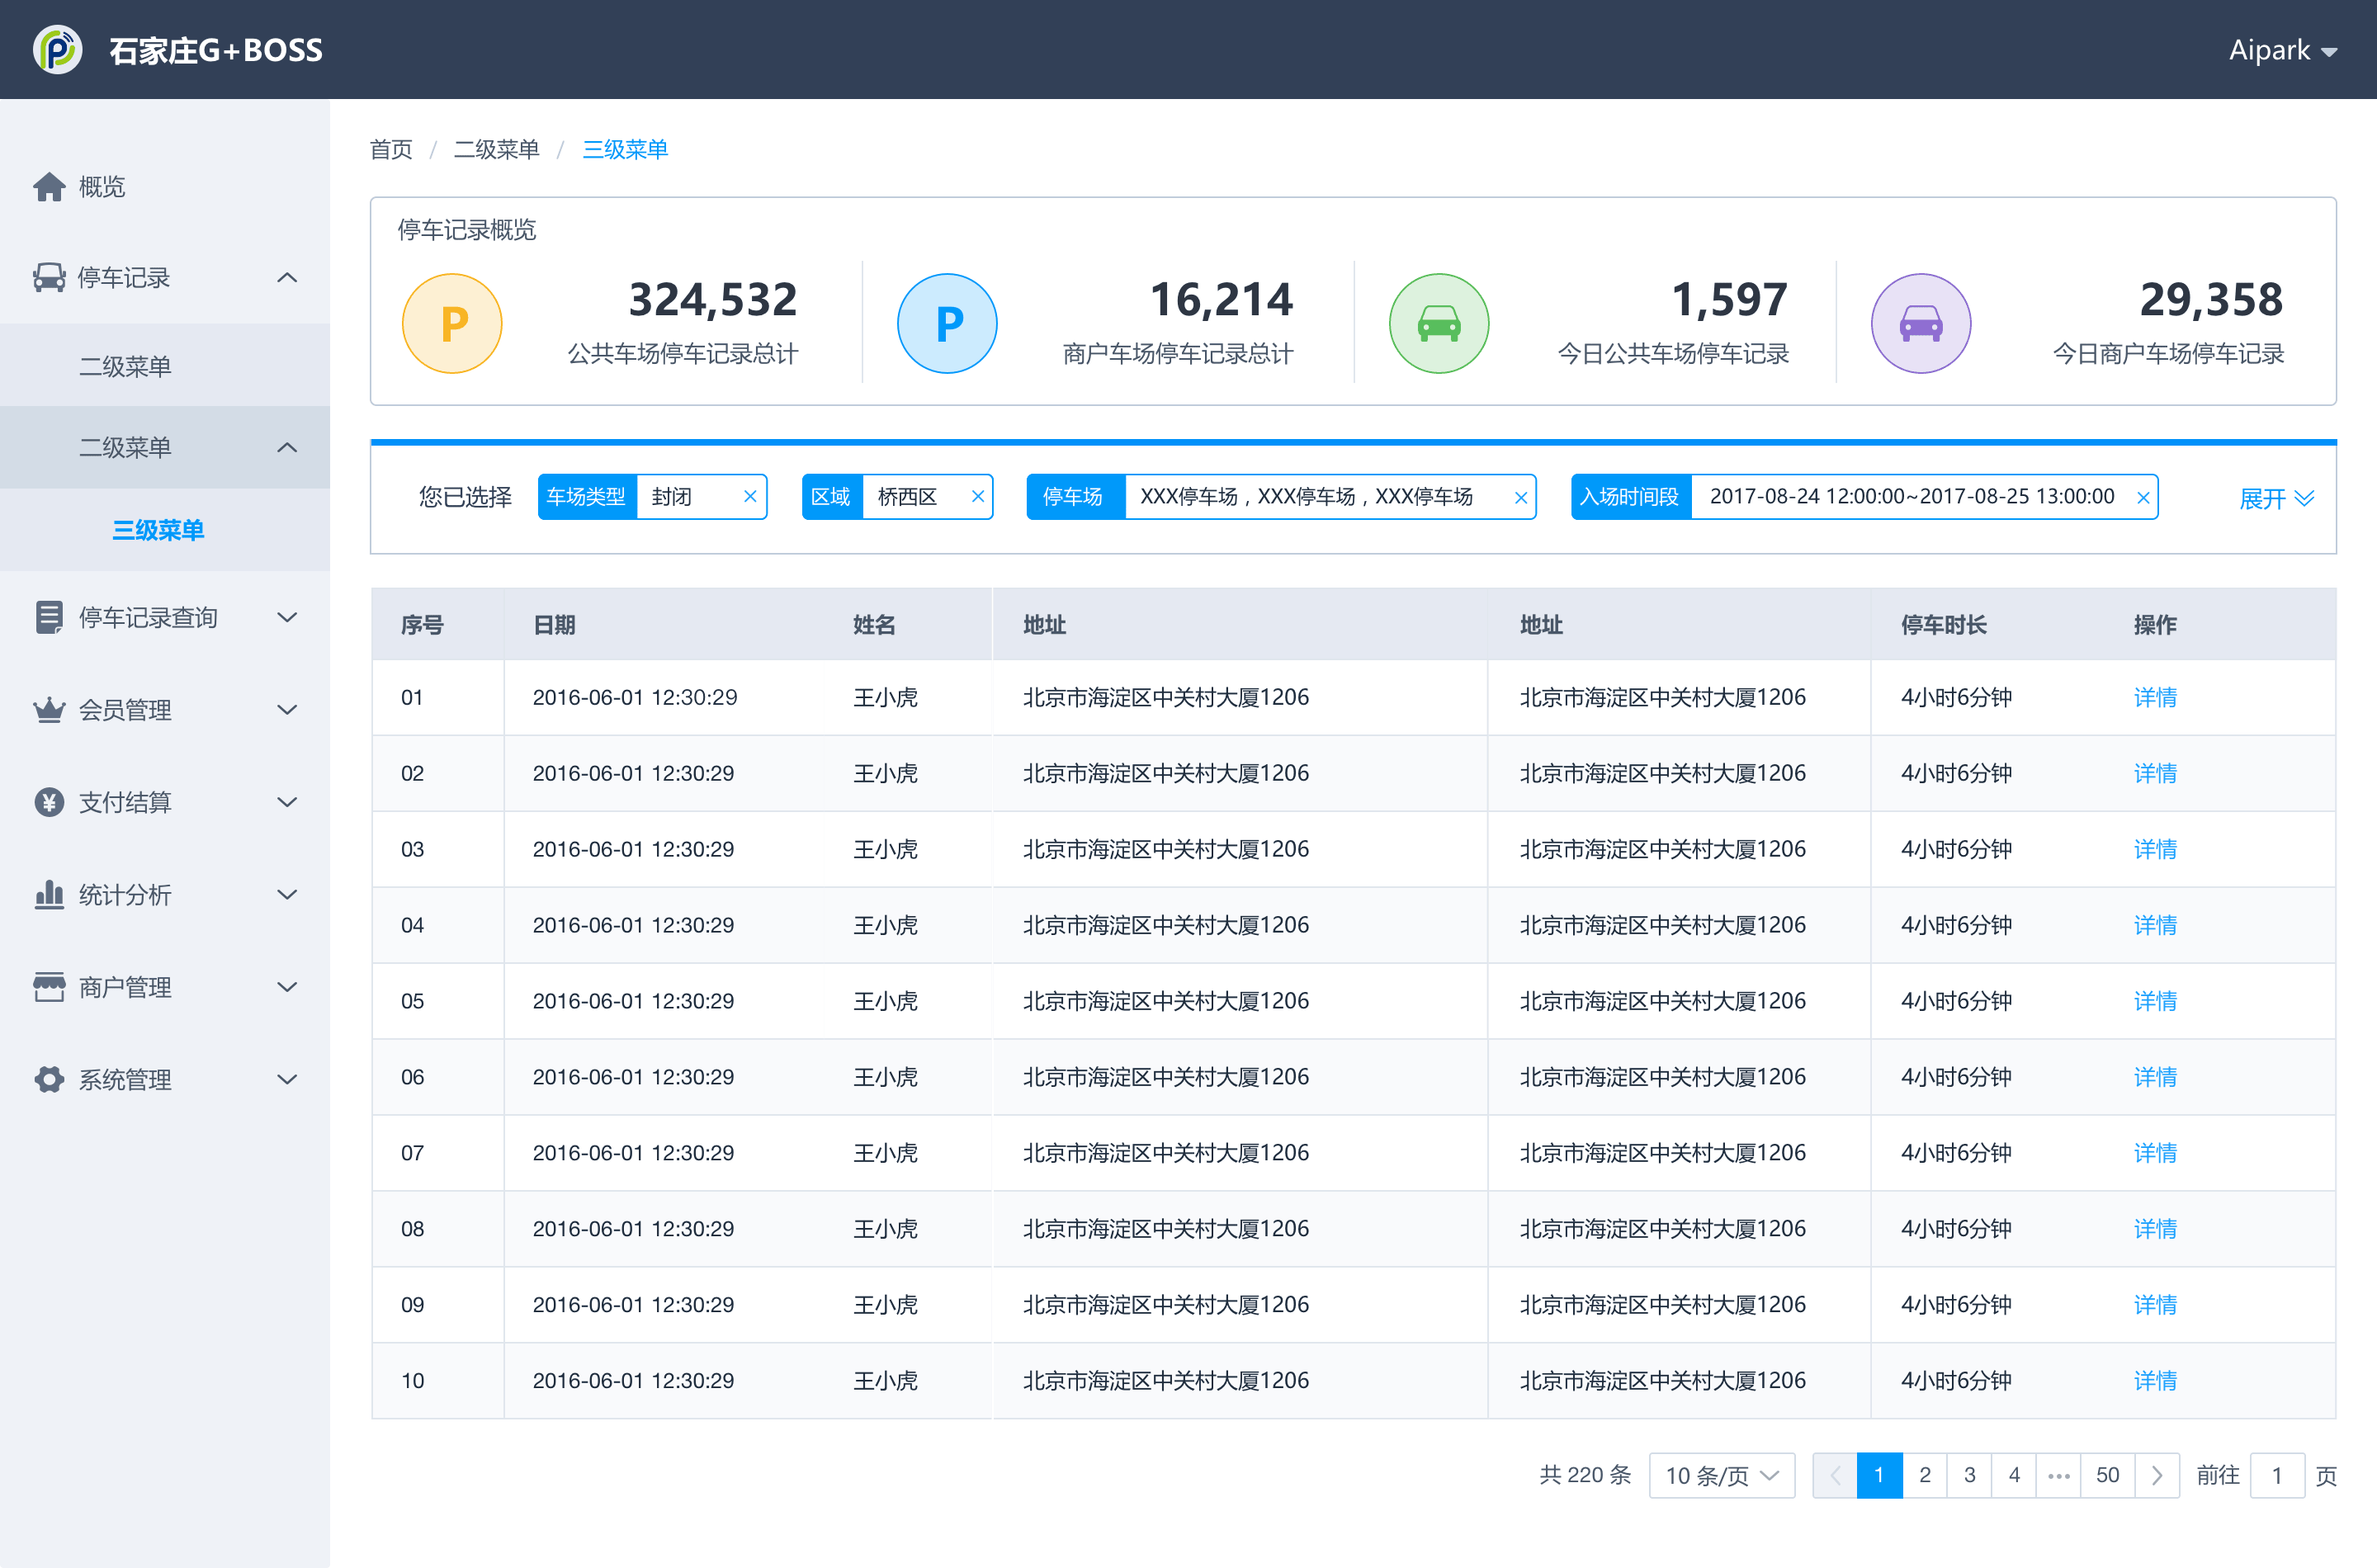 石家庄G+BOSS
Aipark
概览
停车记录
二级菜单
二级菜单
三级菜单
停车记录查询
会员管理
支付结算
统计分析
商户管理
系统管理
首页 / 二级菜单 / 三级菜单
停车记录概览
P 324,532
公共车场停车记录总计
P 16,214
商户车场停车记录总计
1,597
今日公共车场停车记录
29,358
今日商户车场停车记录
您已选择 车场类型 封闭 × 区域 桥西区 × 停车场 XXX停车场，XXX停车场，XXX停车场 × 入场时间段 2017-08-24 12:00:00~2017-08-25 13:00:00 × 展开
序号 日期 姓名 地址 地址 停车时长 操作
01 2016-06-01 12:30:29 王小虎 北京市海淀区中关村大厦1206 北京市海淀区中关村大厦1206 4小时6分钟 详情
02 2016-06-01 12:30:29 王小虎 北京市海淀区中关村大厦1206 北京市海淀区中关村大厦1206 4小时6分钟 详情
03 2016-06-01 12:30:29 王小虎 北京市海淀区中关村大厦1206 北京市海淀区中关村大厦1206 4小时6分钟 详情
04 2016-06-01 12:30:29 王小虎 北京市海淀区中关村大厦1206 北京市海淀区中关村大厦1206 4小时6分钟 详情
05 2016-06-01 12:30:29 王小虎 北京市海淀区中关村大厦1206 北京市海淀区中关村大厦1206 4小时6分钟 详情
06 2016-06-01 12:30:29 王小虎 北京市海淀区中关村大厦1206 北京市海淀区中关村大厦1206 4小时6分钟 详情
07 2016-06-01 12:30:29 王小虎 北京市海淀区中关村大厦1206 北京市海淀区中关村大厦1206 4小时6分钟 详情
08 2016-06-01 12:30:29 王小虎 北京市海淀区中关村大厦1206 北京市海淀区中关村大厦1206 4小时6分钟 详情
09 2016-06-01 12:30:29 王小虎 北京市海淀区中关村大厦1206 北京市海淀区中关村大厦1206 4小时6分钟 详情
10 2016-06-01 12:30:29 王小虎 北京市海淀区中关村大厦1206 北京市海淀区中关村大厦1206 4小时6分钟 详情
共 220 条 10 条/页 1 2 3 4 ••• 50 前往 1 页